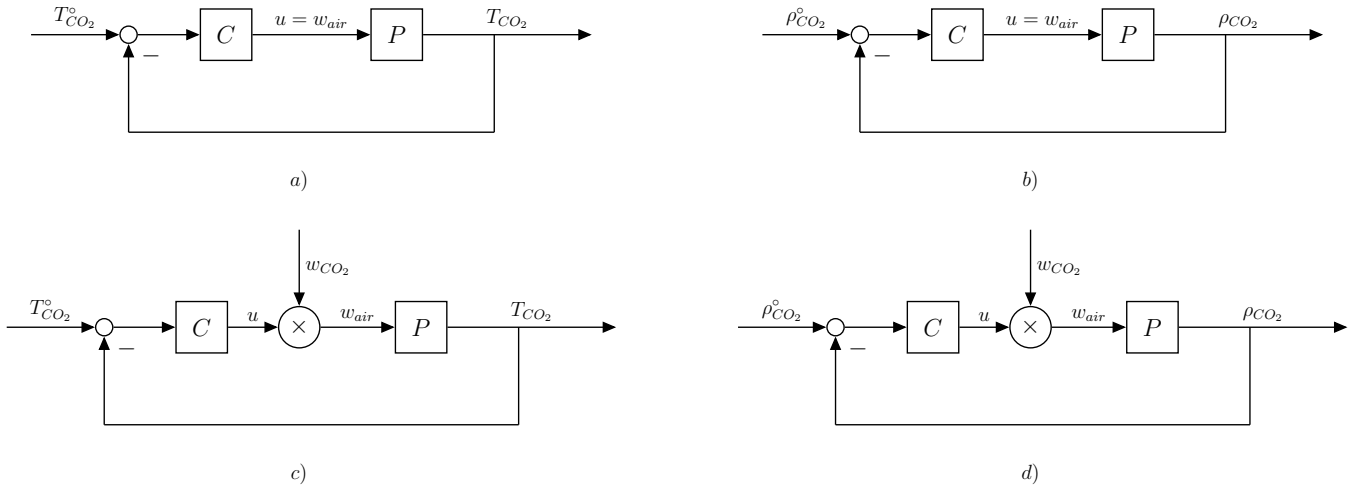 T°CO₂ C u = wair P TCO₂
−
a)
ρ°CO₂ C u = wair P ρCO₂
−
b)
wCO₂
T°CO₂ C u × wair P TCO₂
−
c)
wCO₂
ρ°CO₂ C u × wair P ρCO₂
−
d)